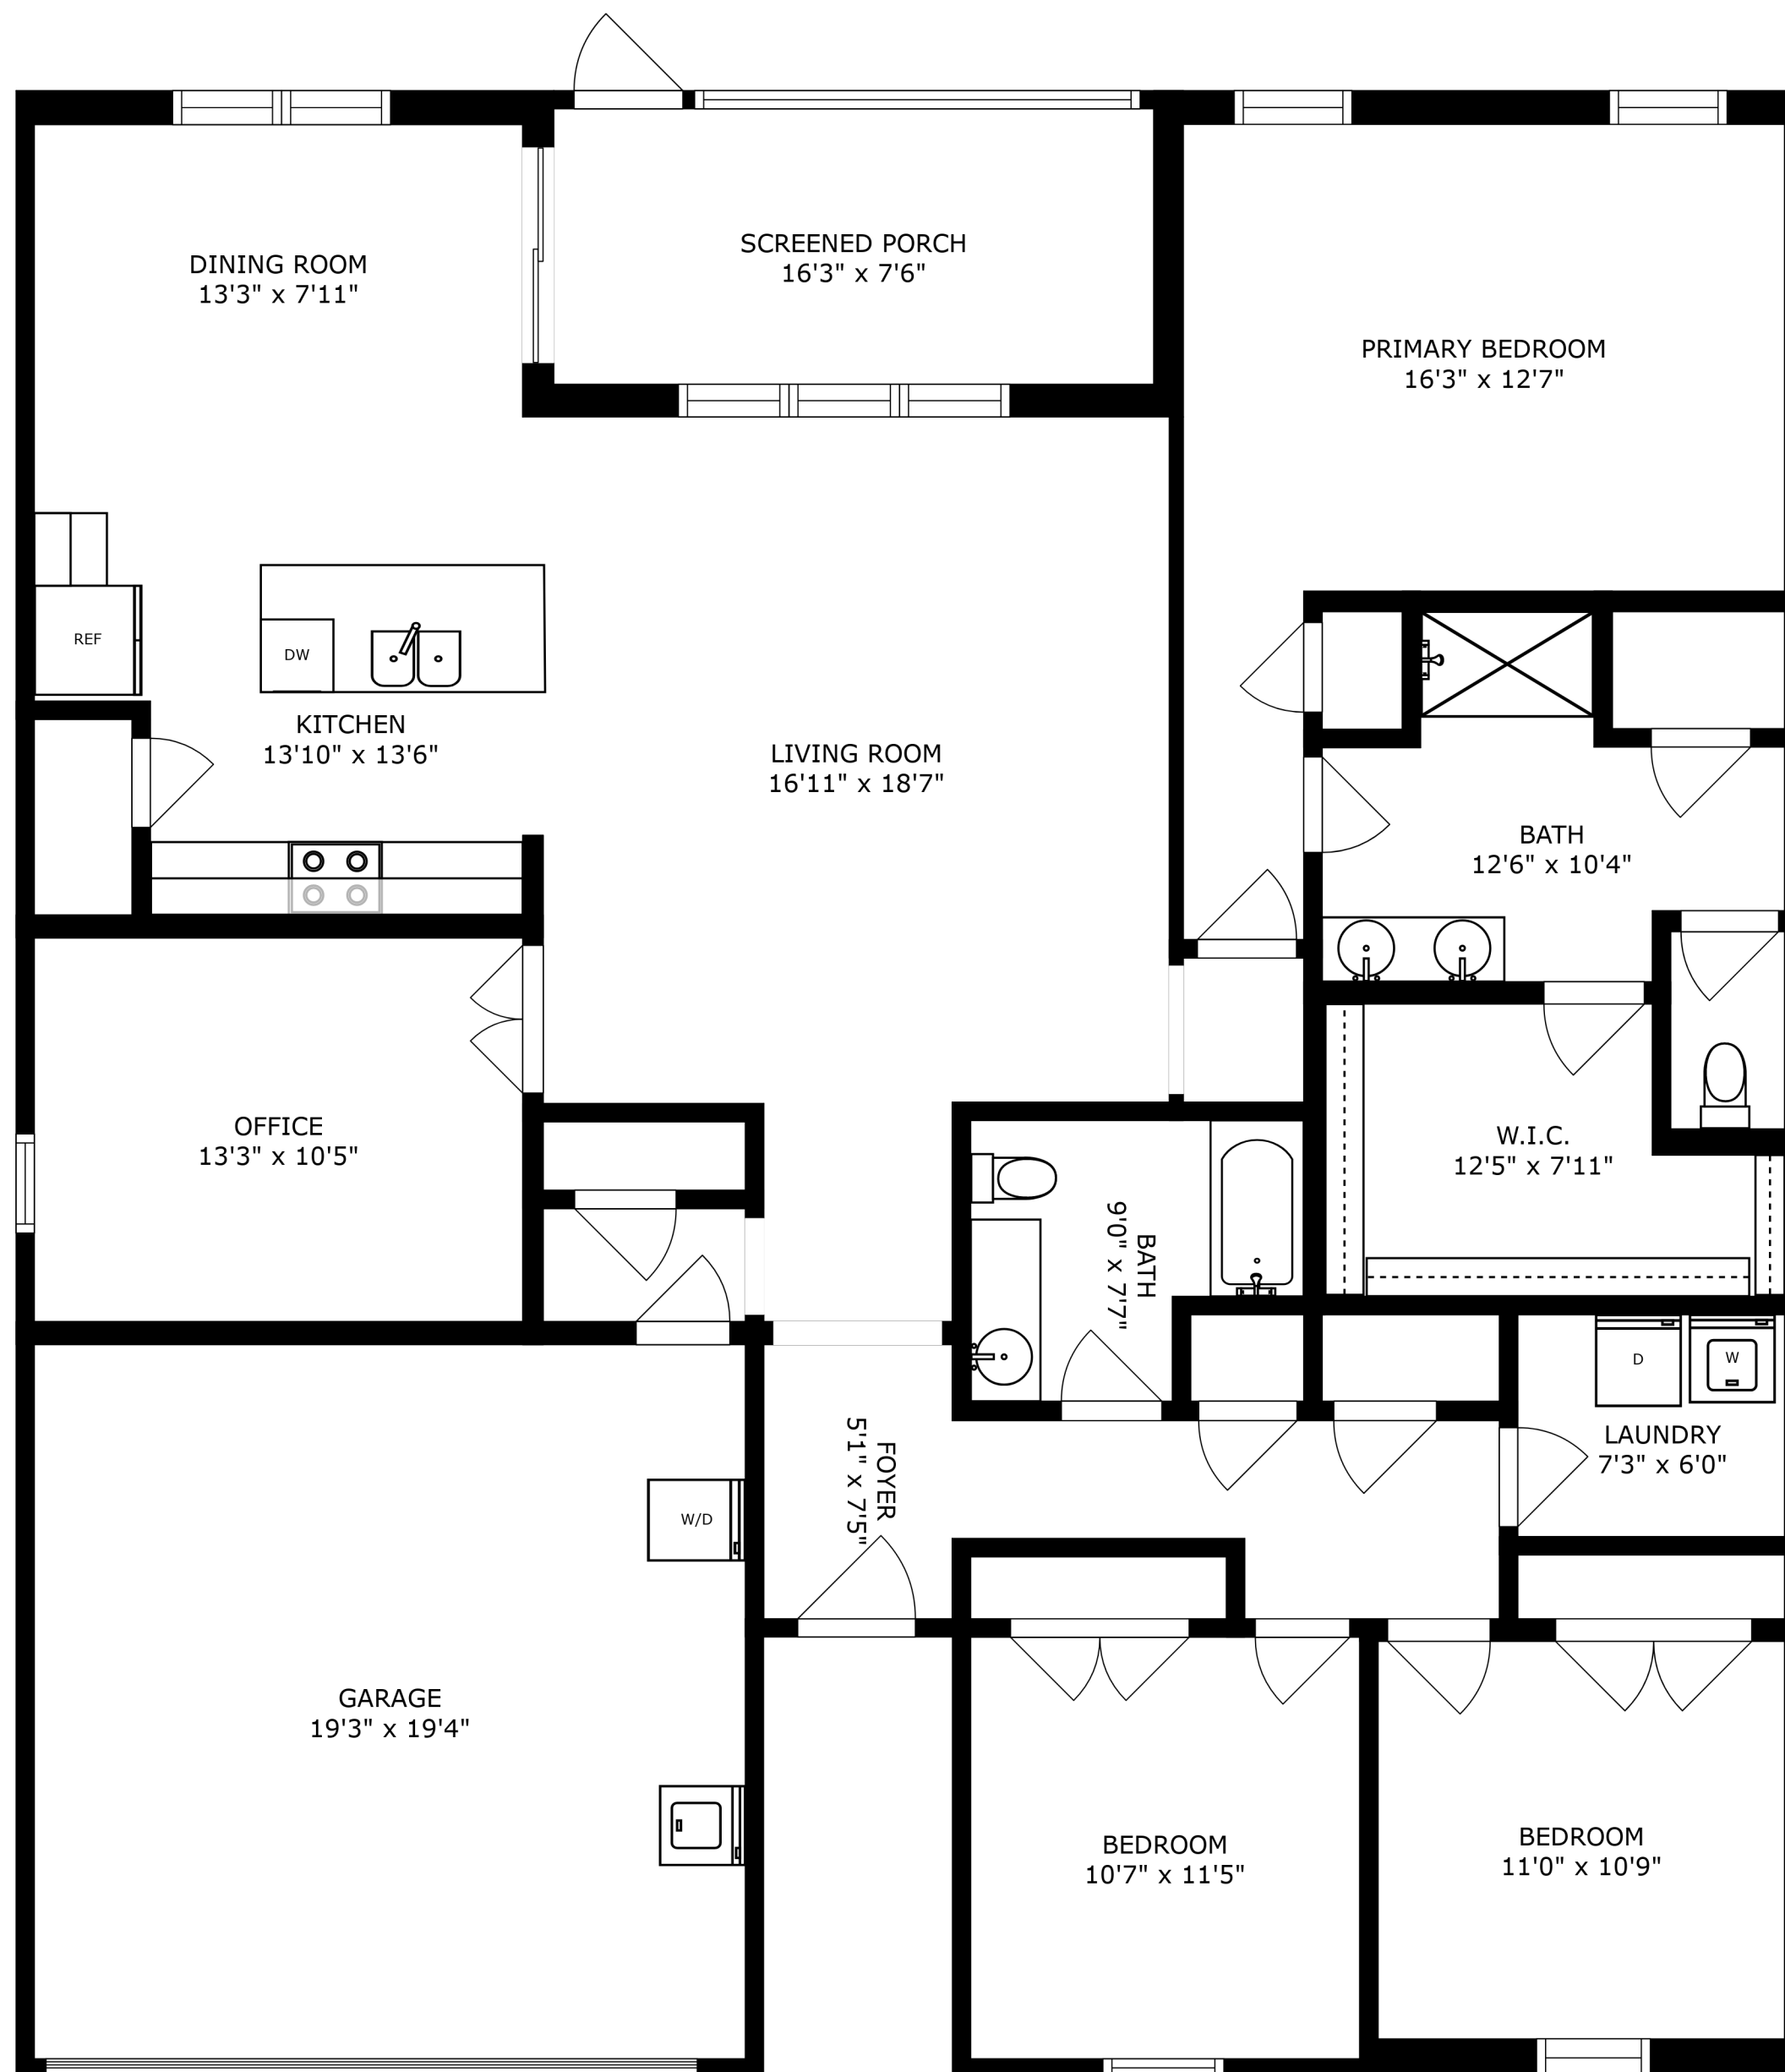 SCREENED PORCH
16'3" x 7'6"
DINING ROOM
13'3" x 7'11"
PRIMARY BEDROOM
16'3" x 12'7"
REF
DW
KITCHEN
13'10" x 13'6"
LIVING ROOM
16'11" x 18'7"
BATH
12'6" x 10'4"
OFFICE
13'3" x 10'5"
W.I.C.
12'5" x 7'11"
BATH
9'0" x 7'7"
D
W
LAUNDRY
7'3" x 6'0"
FOYER
5'1" x 7'5"
W/D
GARAGE
19'3" x 19'4"
BEDROOM
10'7" x 11'5"
BEDROOM
11'0" x 10'9"